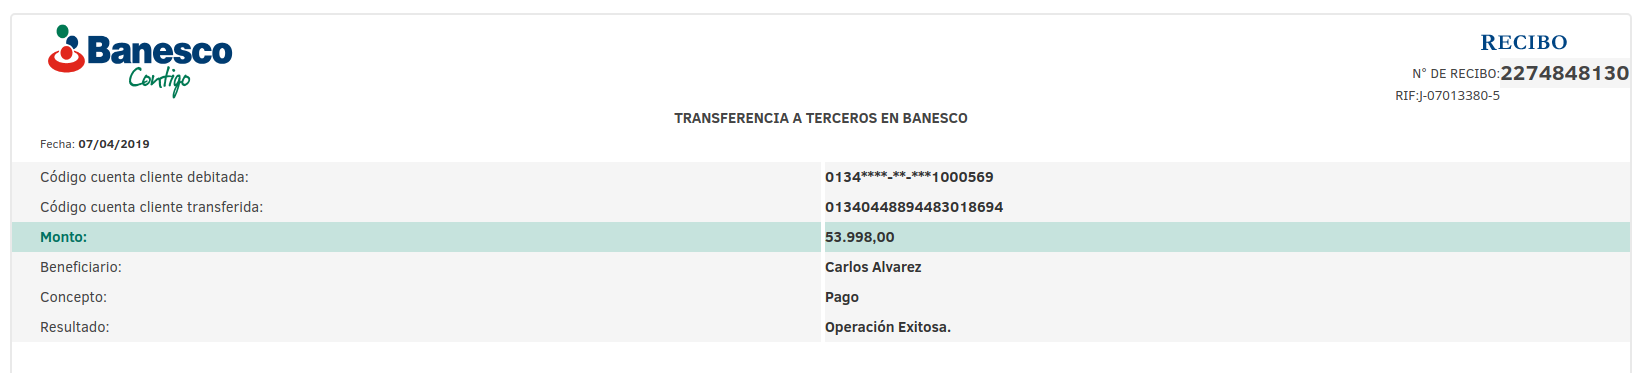 Banesco
Contigo
RECIBO
N° DE RECIBO:2274848130
RIF:J-07013380-5
TRANSFERENCIA A TERCEROS EN BANESCO
Fecha: 07/04/2019
Código cuenta cliente debitada: 0134****-**-***1000569
Código cuenta cliente transferida: 01340448894483018694
Monto: 53.998,00
Beneficiario: Carlos Alvarez
Concepto: Pago
Resultado: Operación Exitosa.